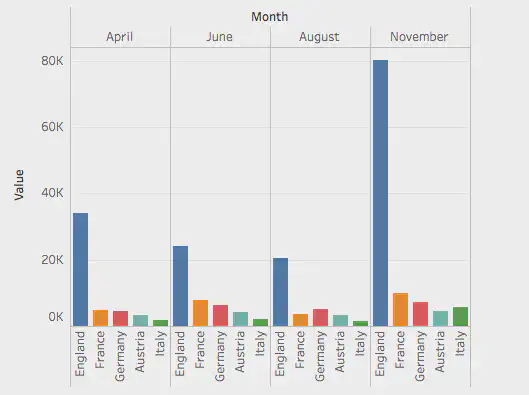 Month
April June August November
80K
60K
Value
40K
20K
0K
England France Germany Austria Italy England France Germany Austria Italy England France Germany Austria Italy England France Germany Austria Italy